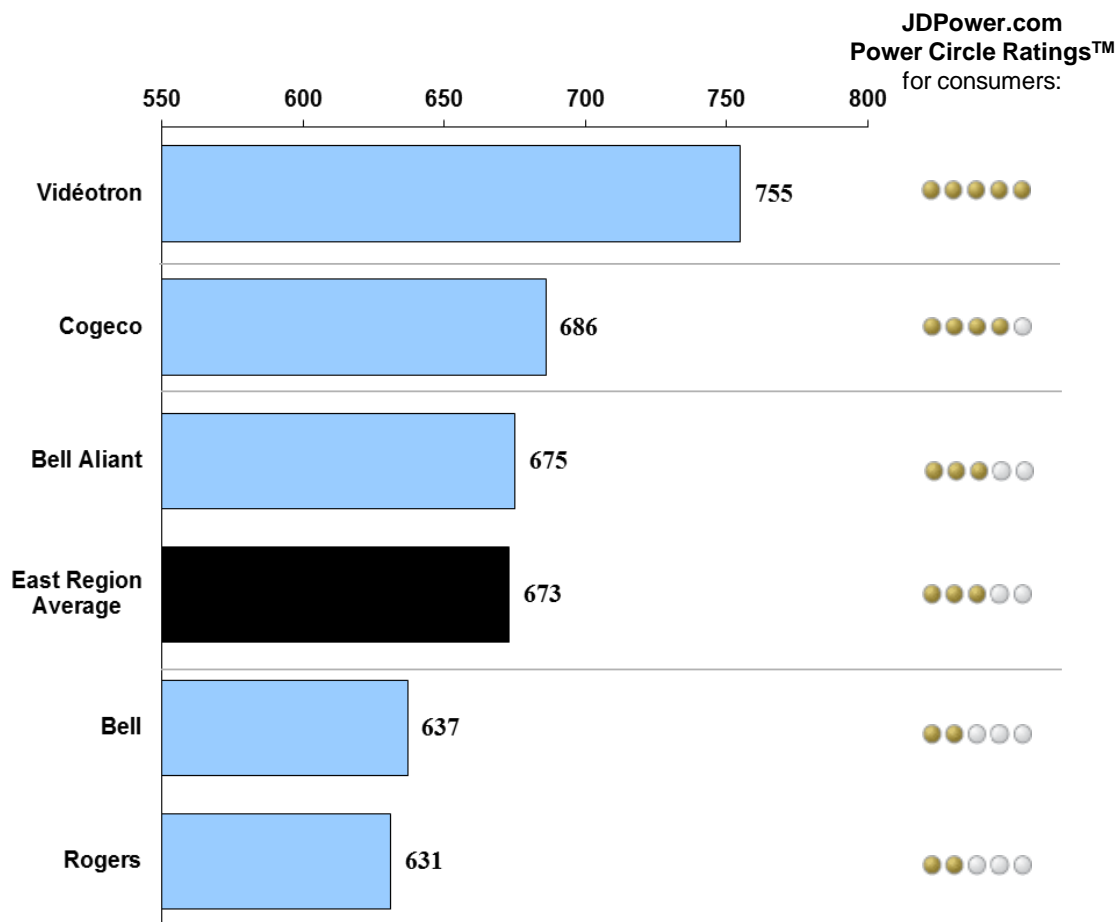 JDPower.com
Power Circle Ratings™
for consumers:
550 600 650 700 750 800
Vidéotron 755
Cogeco 686
Bell Aliant 675
East Region
Average 673
Bell 637
Rogers 631